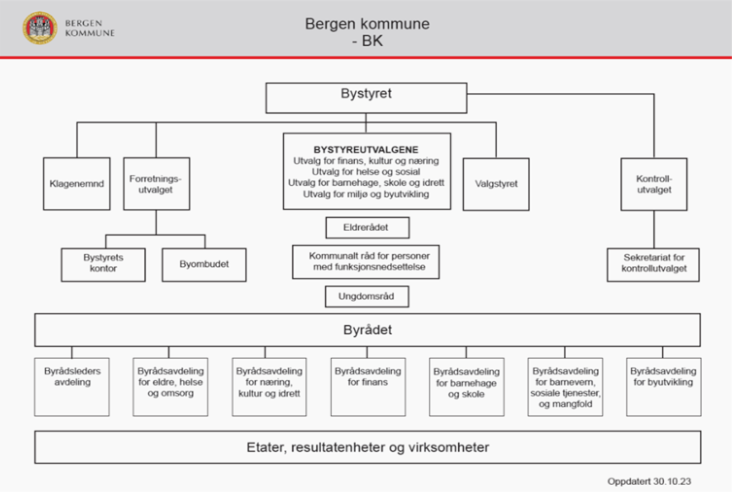 BERGEN
KOMMUNE
Bergen kommune
- BK
Bystyret
Klagenemnd
Forretnings-
utvalget
BYSTYREUTVALGENE
Utvalg for finans, kultur og næring
Utvalg for helse og sosial
Utvalg for barnehage, skole og idrett
Utvalg for miljø og byutvikling
Valgstyret
Kontroll-
utvalget
Eldrerådet
Bystyrets
kontor
Byombudet
Kommunalt råd for personer
med funksjonsnedsettelse
Sekretariat for
kontrollutvalget
Ungdomsråd
Byrådet
Byrådsleders
avdeling
Byrådsavdeling
for eldre, helse
og omsorg
Byrådsavdeling
for næring,
kultur og idrett
Byrådsavdeling
for finans
Byrådsavdeling
for barnehage
og skole
Byrådsavdeling
for barnevern,
sosiale tjenester,
og mangfold
Byrådsavdeling
for byutvikling
Etater, resultatenheter og virksomheter
Oppdatert 30.10.23